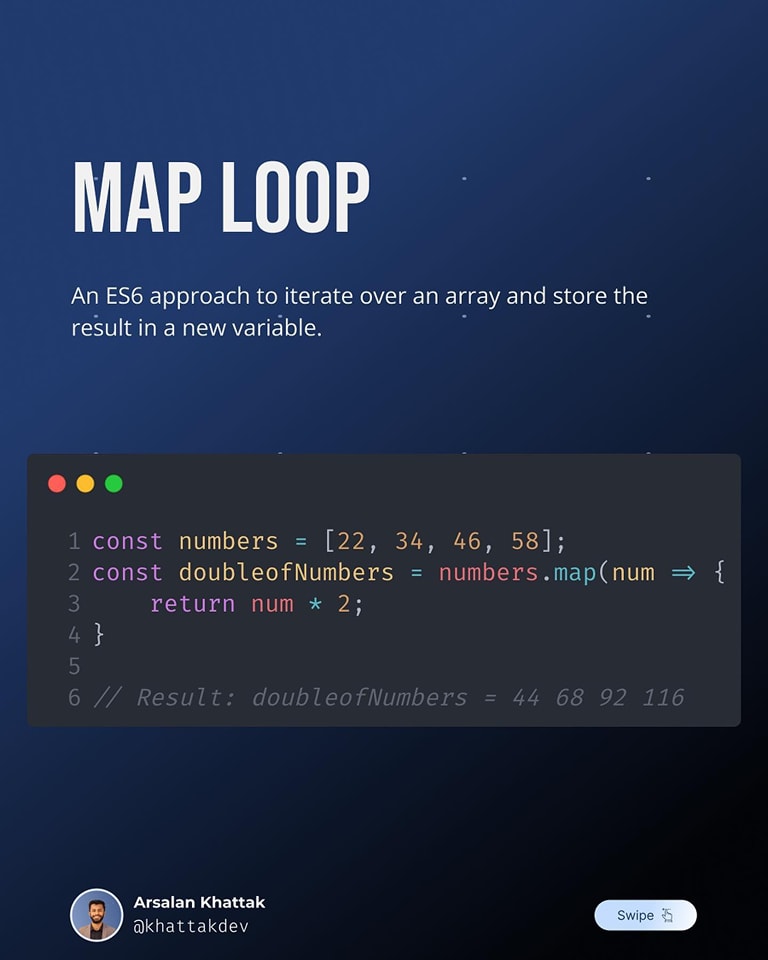 MAP LOOP
An ES6 approach to iterate over an array and store the
result in a new variable.
1 const numbers = [22, 34, 46, 58];
2 const doubleofNumbers = numbers.map(num => {
3     return num * 2;
4 }
5
6 // Result: doubleofNumbers = 44 68 92 116
Arsalan Khattak
@khattakdev
Swipe